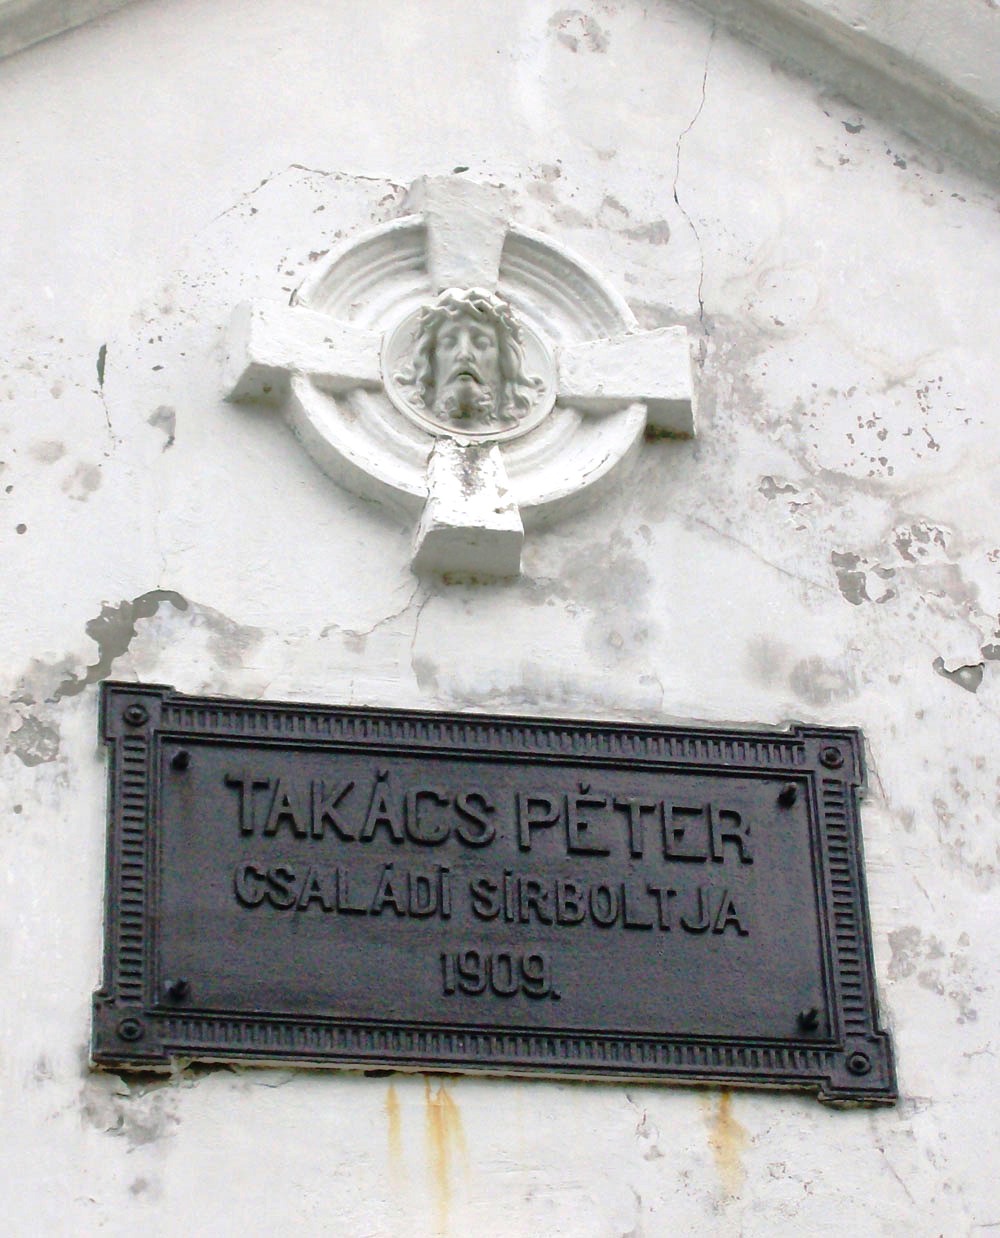 TAKÁCS PÉTER
CSALÁDI SÍRBOLTJA
1909.